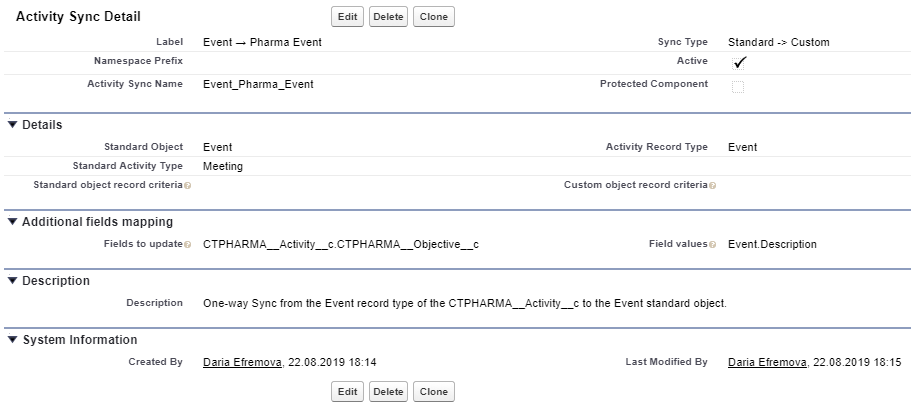 Activity Sync Detail Edit Delete Clone
Label Event → Pharma Event Sync Type Standard -> Custom
Namespace Prefix Active
Activity Sync Name Event_Pharma_Event Protected Component
Details
Standard Object Event Activity Record Type Event
Standard Activity Type Meeting
Standard object record criteria ? Custom object record criteria ?
Additional fields mapping
Fields to update ? CTPHARMA__Activity__c.CTPHARMA__Objective__c Field values ? Event.Description
Description
Description One-way Sync from the Event record type of the CTPHARMA__Activity__c to the Event standard object.
System Information
Created By Daria Efremova, 22.08.2019 18:14 Last Modified By Daria Efremova, 22.08.2019 18:15
Edit Delete Clone